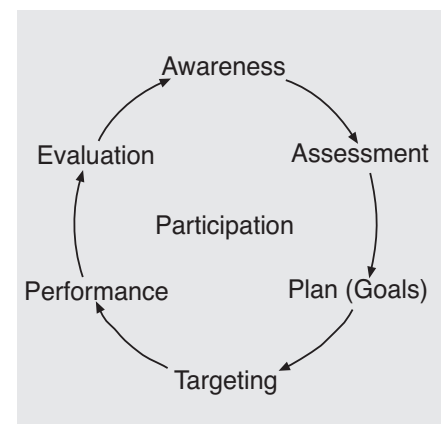 Awareness
Evaluation
Assessment
Participation
Performance
Plan (Goals)
Targeting